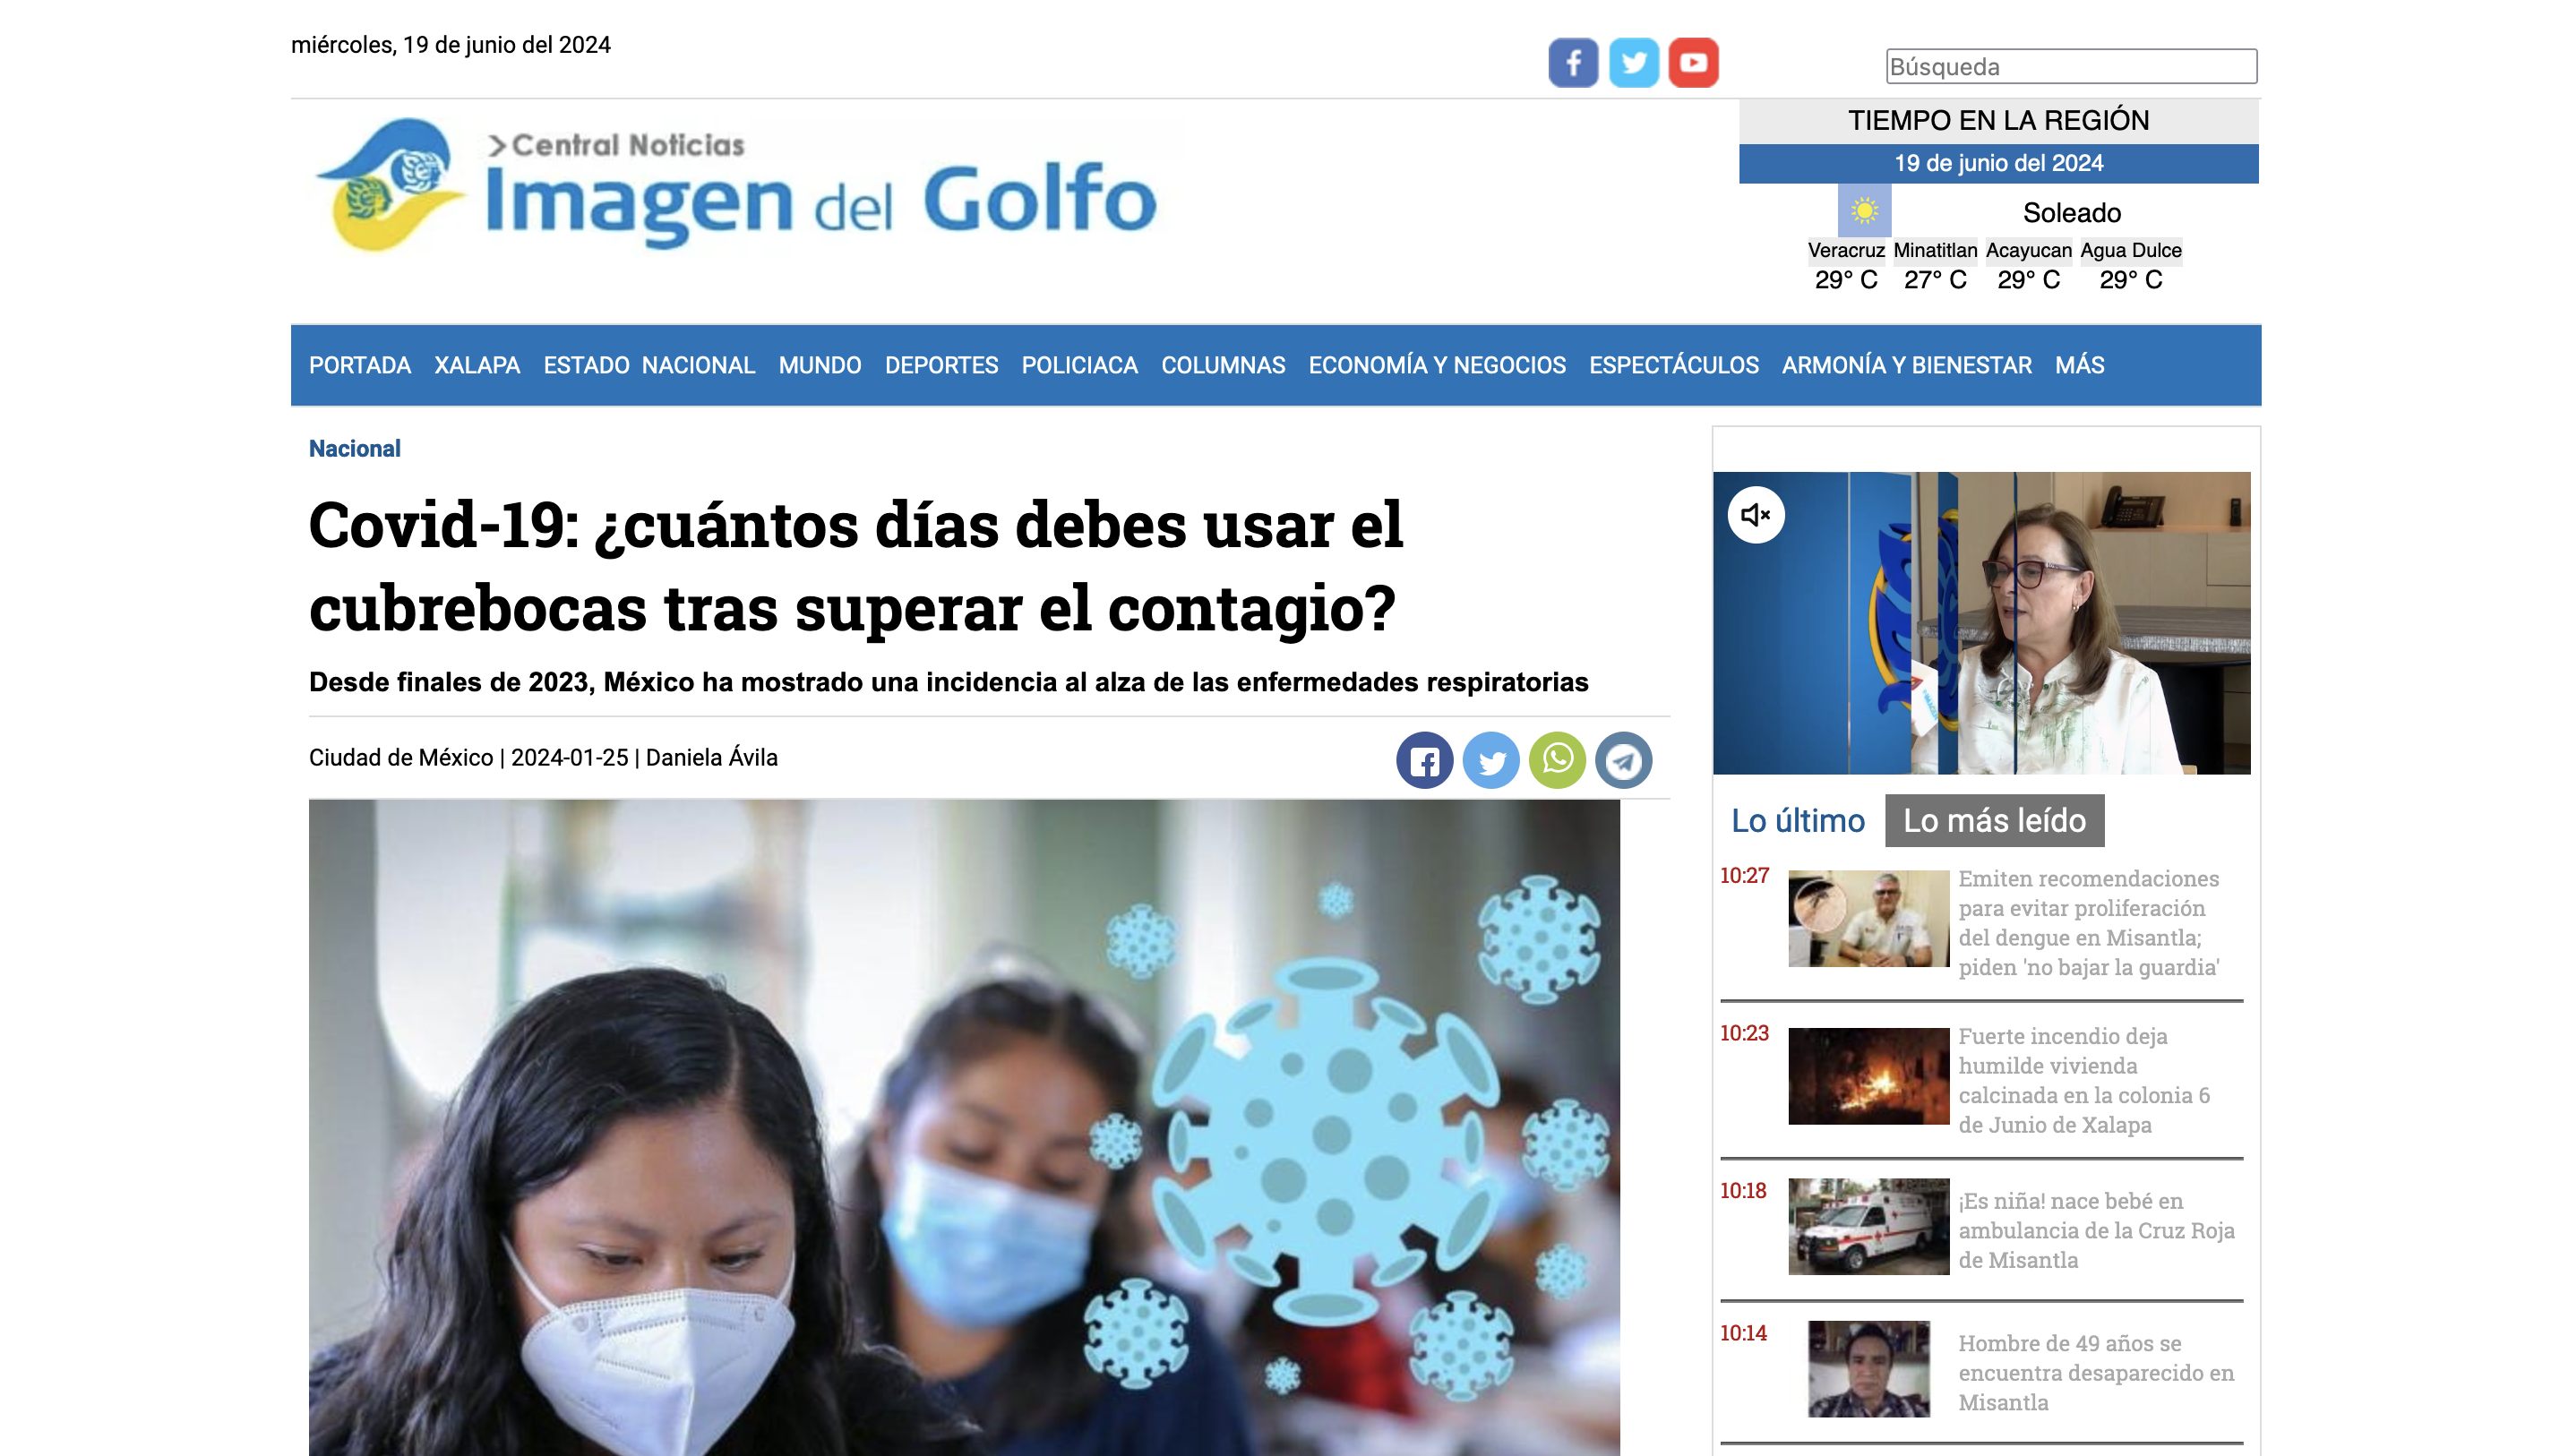 miércoles, 19 de junio del 2024
Búsqueda
Central Noticias
Imagen del Golfo
TIEMPO EN LA REGIÓN
19 de junio del 2024
Soleado
Veracruz Minatitlan Acayucan Agua Dulce
29° C 27° C 29° C 29° C
PORTADA XALAPA ESTADO NACIONAL MUNDO DEPORTES POLICIACA COLUMNAS ECONOMÍA Y NEGOCIOS ESPECTÁCULOS ARMONÍA Y BIENESTAR MÁS
Nacional
Covid-19: ¿cuántos días debes usar el
cubrebocas tras superar el contagio?
Desde finales de 2023, México ha mostrado una incidencia al alza de las enfermedades respiratorias
Ciudad de México | 2024-01-25 | Daniela Ávila
Lo último Lo más leído
10:27
Emiten recomendaciones
para evitar proliferación
del dengue en Misantla;
piden 'no bajar la guardia'
10:23
Fuerte incendio deja
humilde vivienda
calcinada en la colonia 6
de Junio de Xalapa
10:18
¡Es niña! nace bebé en
ambulancia de la Cruz Roja
de Misantla
10:14
Hombre de 49 años se
encuentra desaparecido en
Misantla